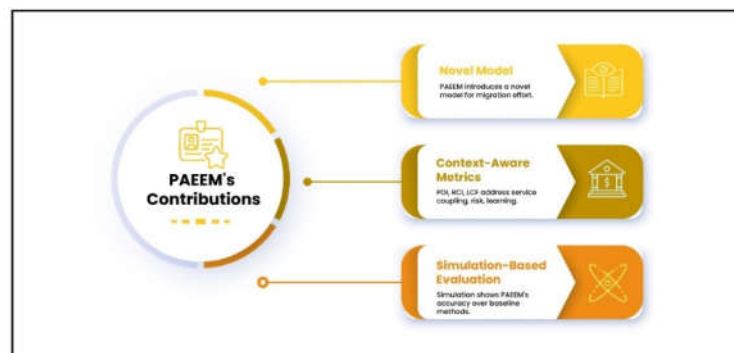 PAEEM's
Contributions
Novel Model
PAEEM introduces a novel
model for migration effort.
Context-Aware
Metrics
PDI, RCI, LCF address service
coupling, risk, learning.
Simulation-Based
Evaluation
Simulation shows PAEEM's
accuracy over baseline
methods.